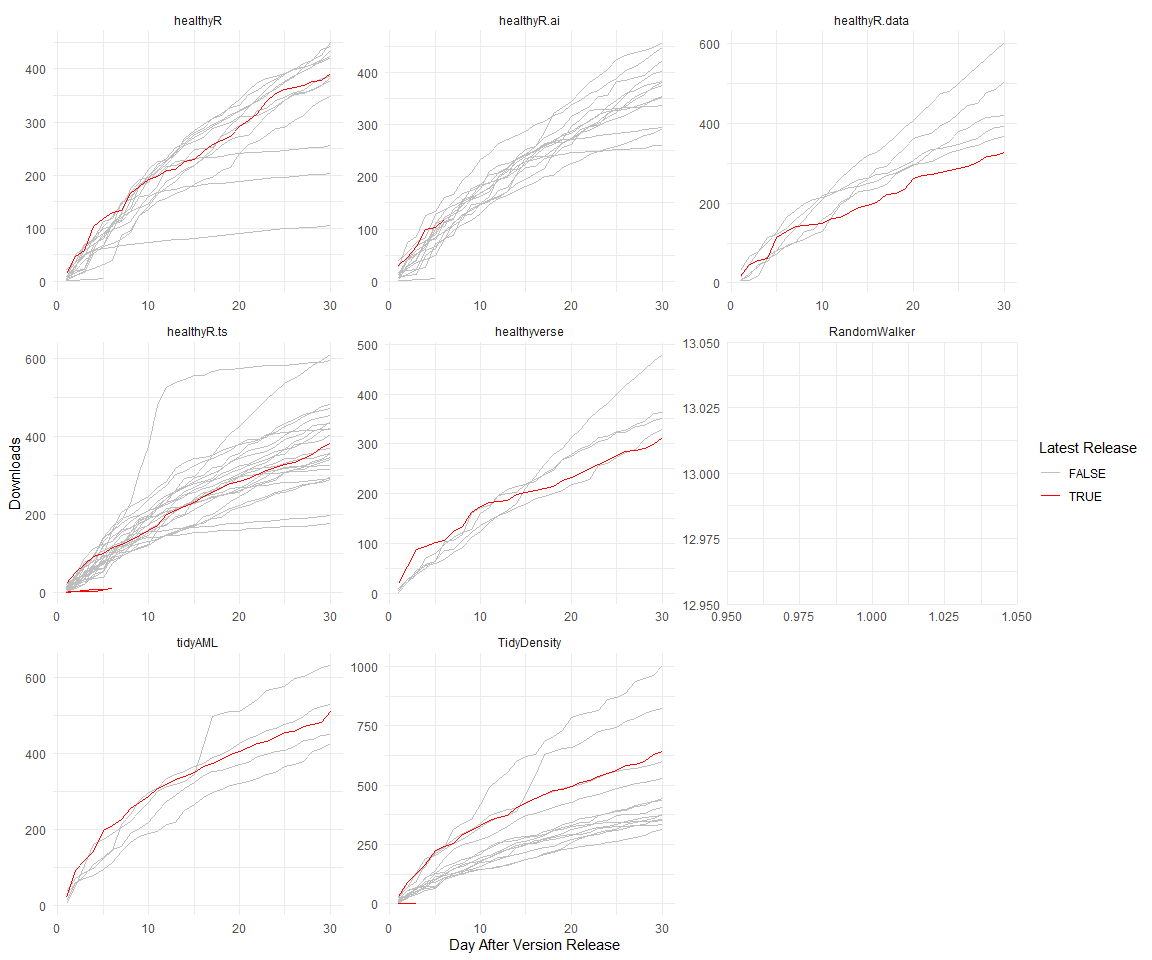 healthyR
healthyR.ai
healthyR.data
400
300
200
100
0
0 10 20 30
400
300
200
100
0
0 10 20 30
600
400
200
0
0 10 20 30
healthyR.ts
healthyverse
RandomWalker
600
400
200
0
0 10 20 30
500
400
300
200
100
0
0 10 20 30
13.050
13.025
13.000
12.975
12.950
0.950 0.975 1.000 1.025 1.050
tidyAML
TidyDensity
600
400
200
0
0 10 20 30
1000
750
500
250
0
0 10 20 30
Downloads
Day After Version Release
Latest Release
FALSE
TRUE